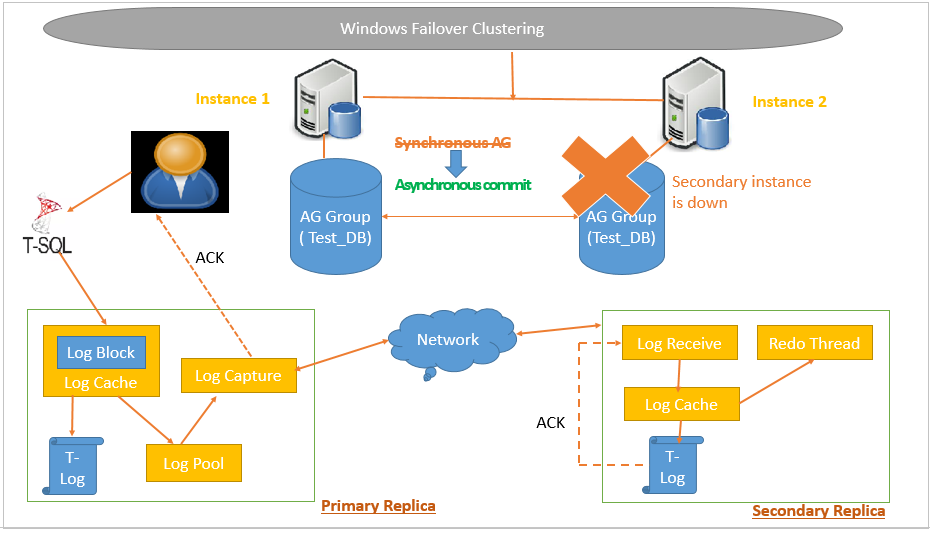 Windows Failover Clustering
Instance 1
Instance 2
Synchronous AG
Asynchronous commit
Secondary instance
is down
AG Group
( Test_DB)
AG Group
(Test_DB)
T-SQL
ACK
Log Block
Log Cache
Log Capture
Network
Log Receive
Redo Thread
Log Cache
ACK
T-
Log
Log Pool
T-
Log
Primary Replica
Secondary Replica